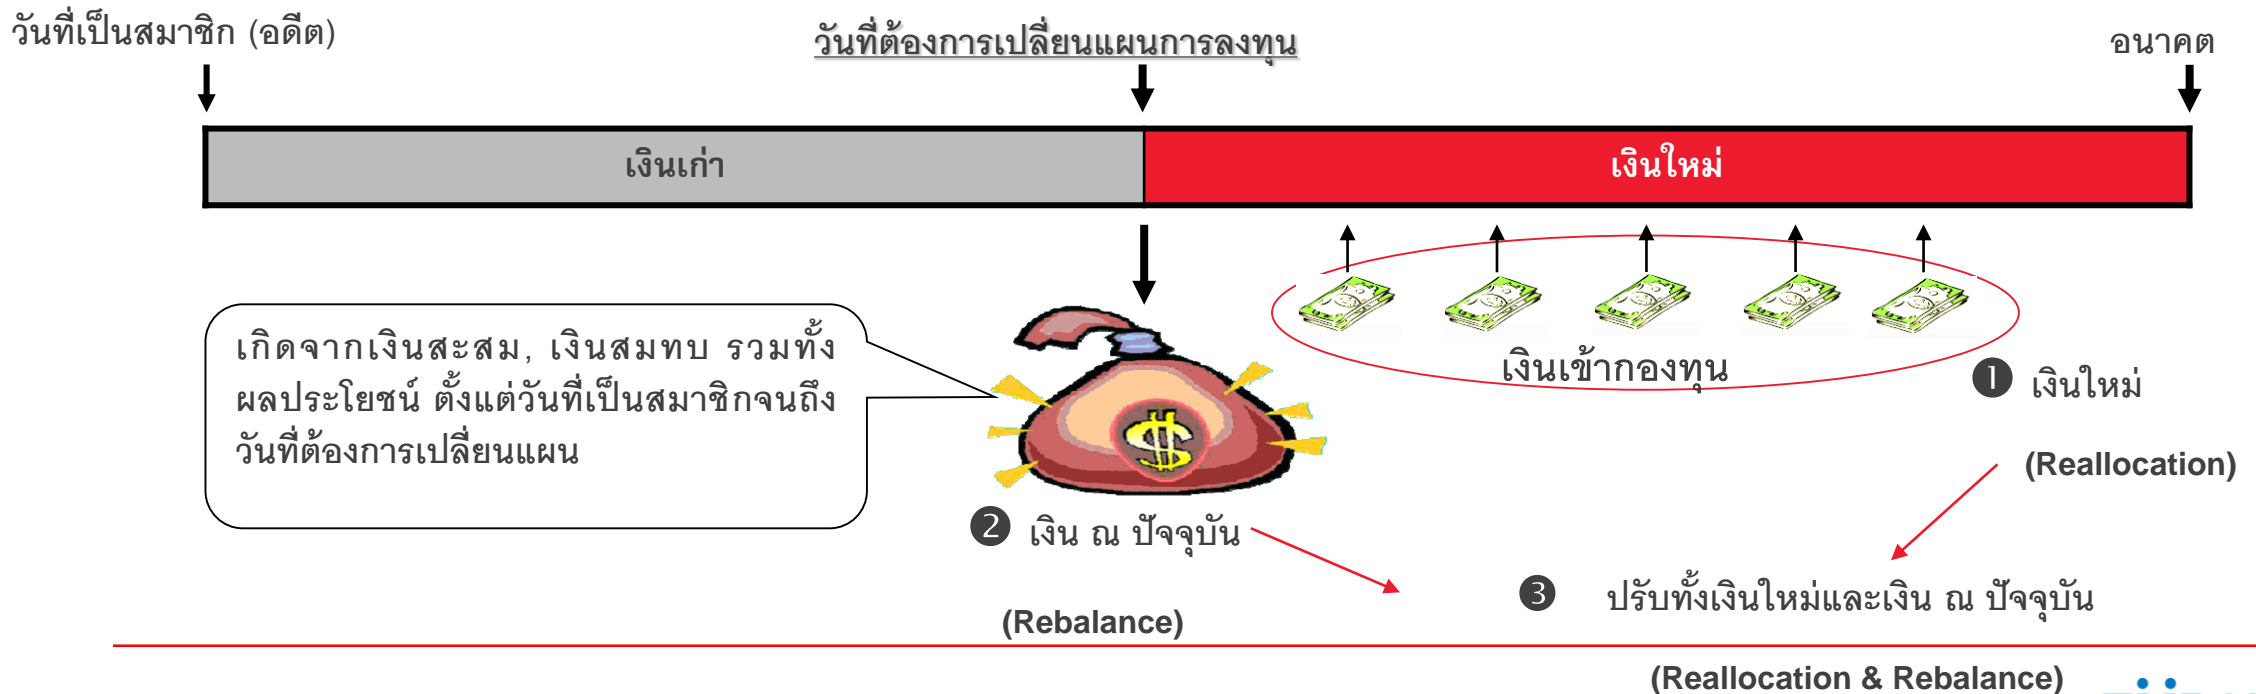 วันที่เป็นสมาชิก (อดีต)
วันที่ต้องการเปลี่ยนแผนการลงทุน
อนาคต
เงินเก่า
เงินใหม่
เกิดจากเงินสะสม, เงินสมทบ รวมทั้ง
ผลประโยชน์ ตั้งแต่วันที่เป็นสมาชิกจนถึง
วันที่ต้องการเปลี่ยนแผน
เงินเข้ากองทุน
❶ เงินใหม่
(Reallocation)
❷ เงิน ณ ปัจจุบัน
(Rebalance)
❸ ปรับทั้งเงินใหม่และเงิน ณ ปัจจุบัน
(Reallocation & Rebalance)